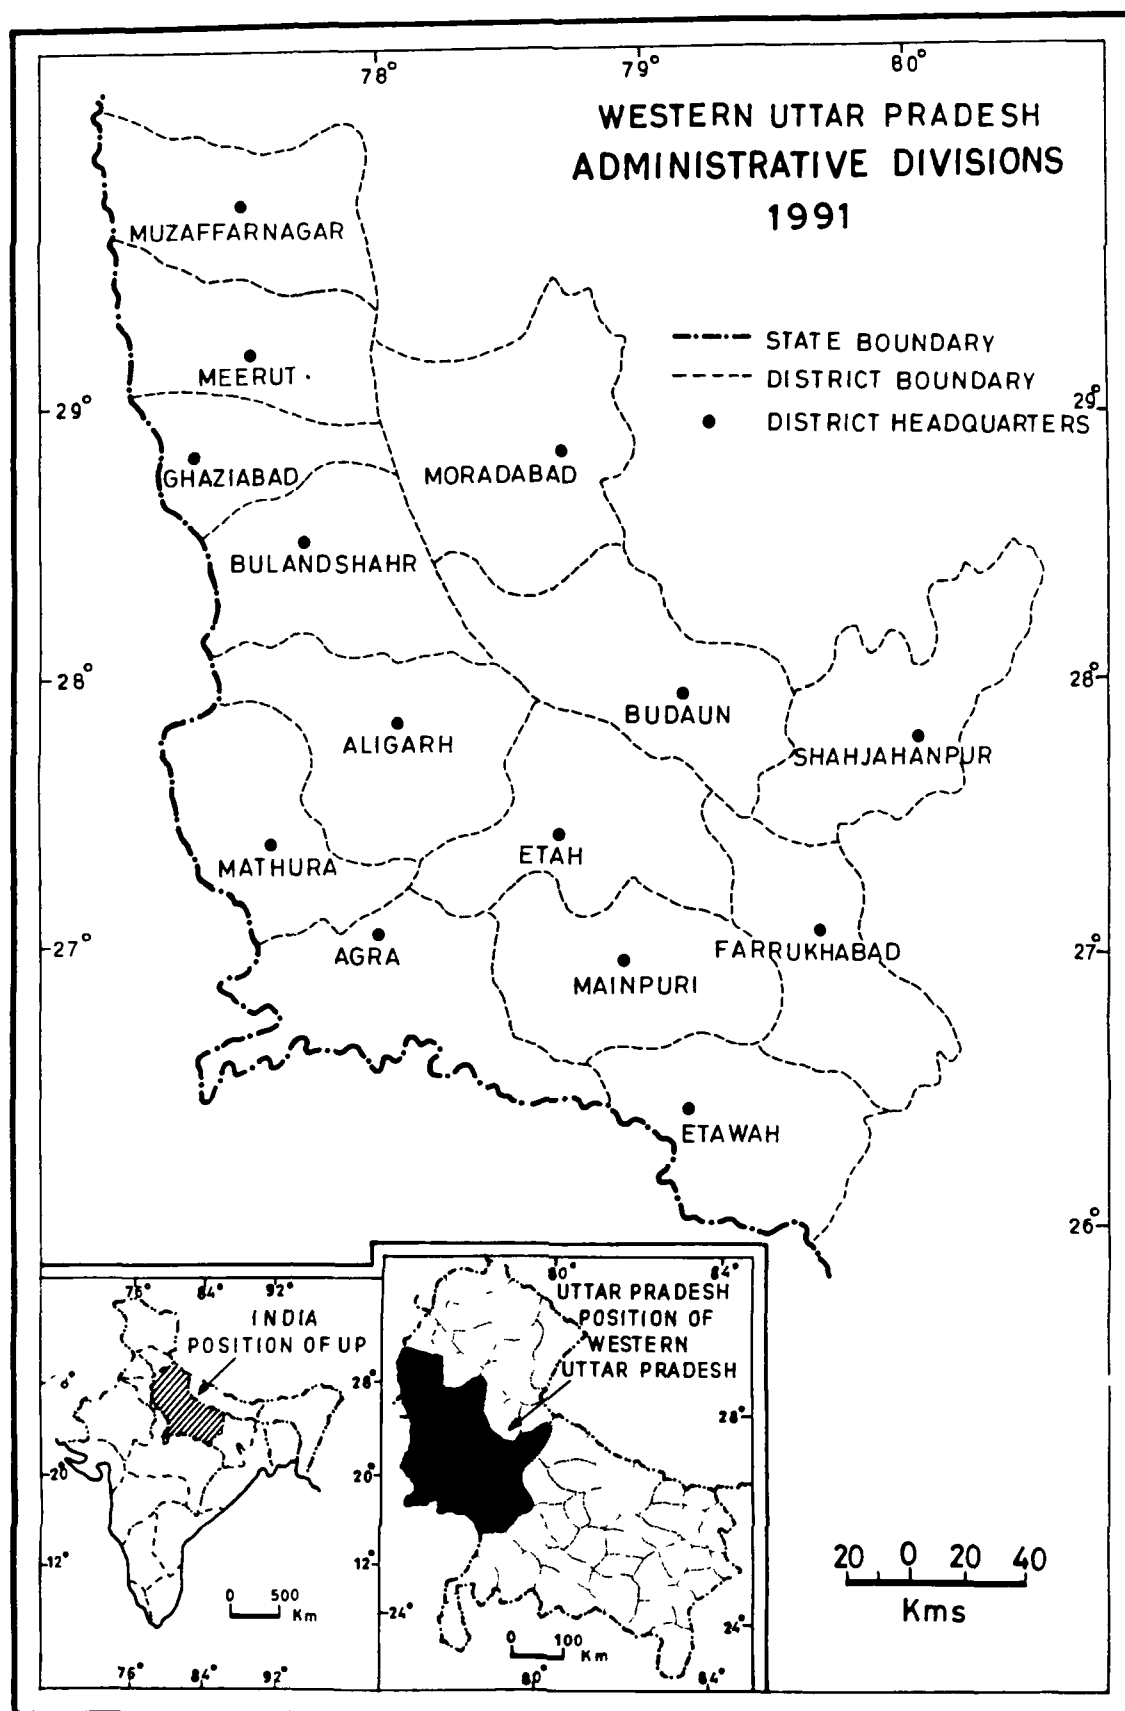 78° 79° 80°
WESTERN UTTAR PRADESH
ADMINISTRATIVE DIVISIONS
1991
MUZAFFARNAGAR
STATE BOUNDARY
MEERUT
DISTRICT BOUNDARY
29° 29°
DISTRICT HEADQUARTERS
GHAZIABAD
MORADABAD
BULANDSHAHR
28° 28°
BUDAUN
ALIGARH
SHAHJAHANPUR
ETAH
MATHURA
27° 27°
FARRUKHABAD
AGRA
MAINPURI
ETAWAH
26°
76° 84° 92°
INDIA
POSITION OF UP
28°
20° 20°
12° 12°
0 500
Km
76° 84° 92°
80° 84°
UTTAR PRADESH
POSITION OF
WESTERN
UTTAR PRADESH
28°
24° 24°
0 100
Km
80° 84°
20 0 20 40
Kms